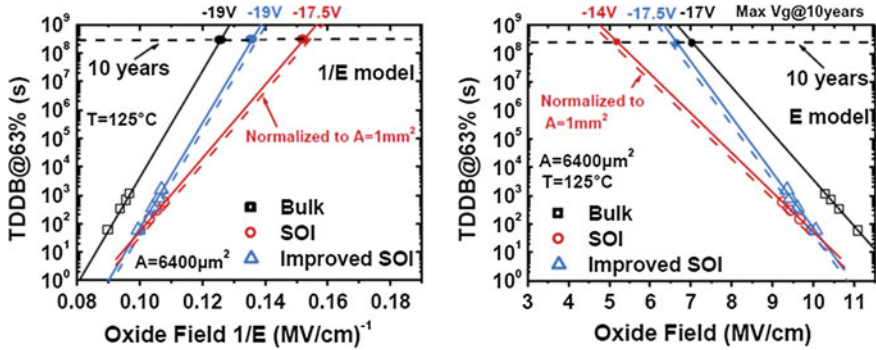 -19V -19V -17.5V
10⁹
10⁸
10⁷
10⁶
10⁵
10⁴
10³
10²
10¹
10⁰
TDDB@63% (s)
10 years
1/E model
T=125°C
Normalized to A=1mm²
A=6400μm²
Bulk
SOI
Improved SOI
0.08 0.10 0.12 0.14 0.16 0.18
Oxide Field 1/E (MV/cm)⁻¹
-14V -17.5V -17V Max Vg@10years
10⁹
10⁸
10⁷
10⁶
10⁵
10⁴
10³
10²
10¹
10⁰
TDDB@63% (s)
10 years
Normalized to
A=1mm²
E model
A=6400μm²
T=125°C
Bulk
SOI
Improved SOI
3 4 5 6 7 8 9 10 11
Oxide Field (MV/cm)